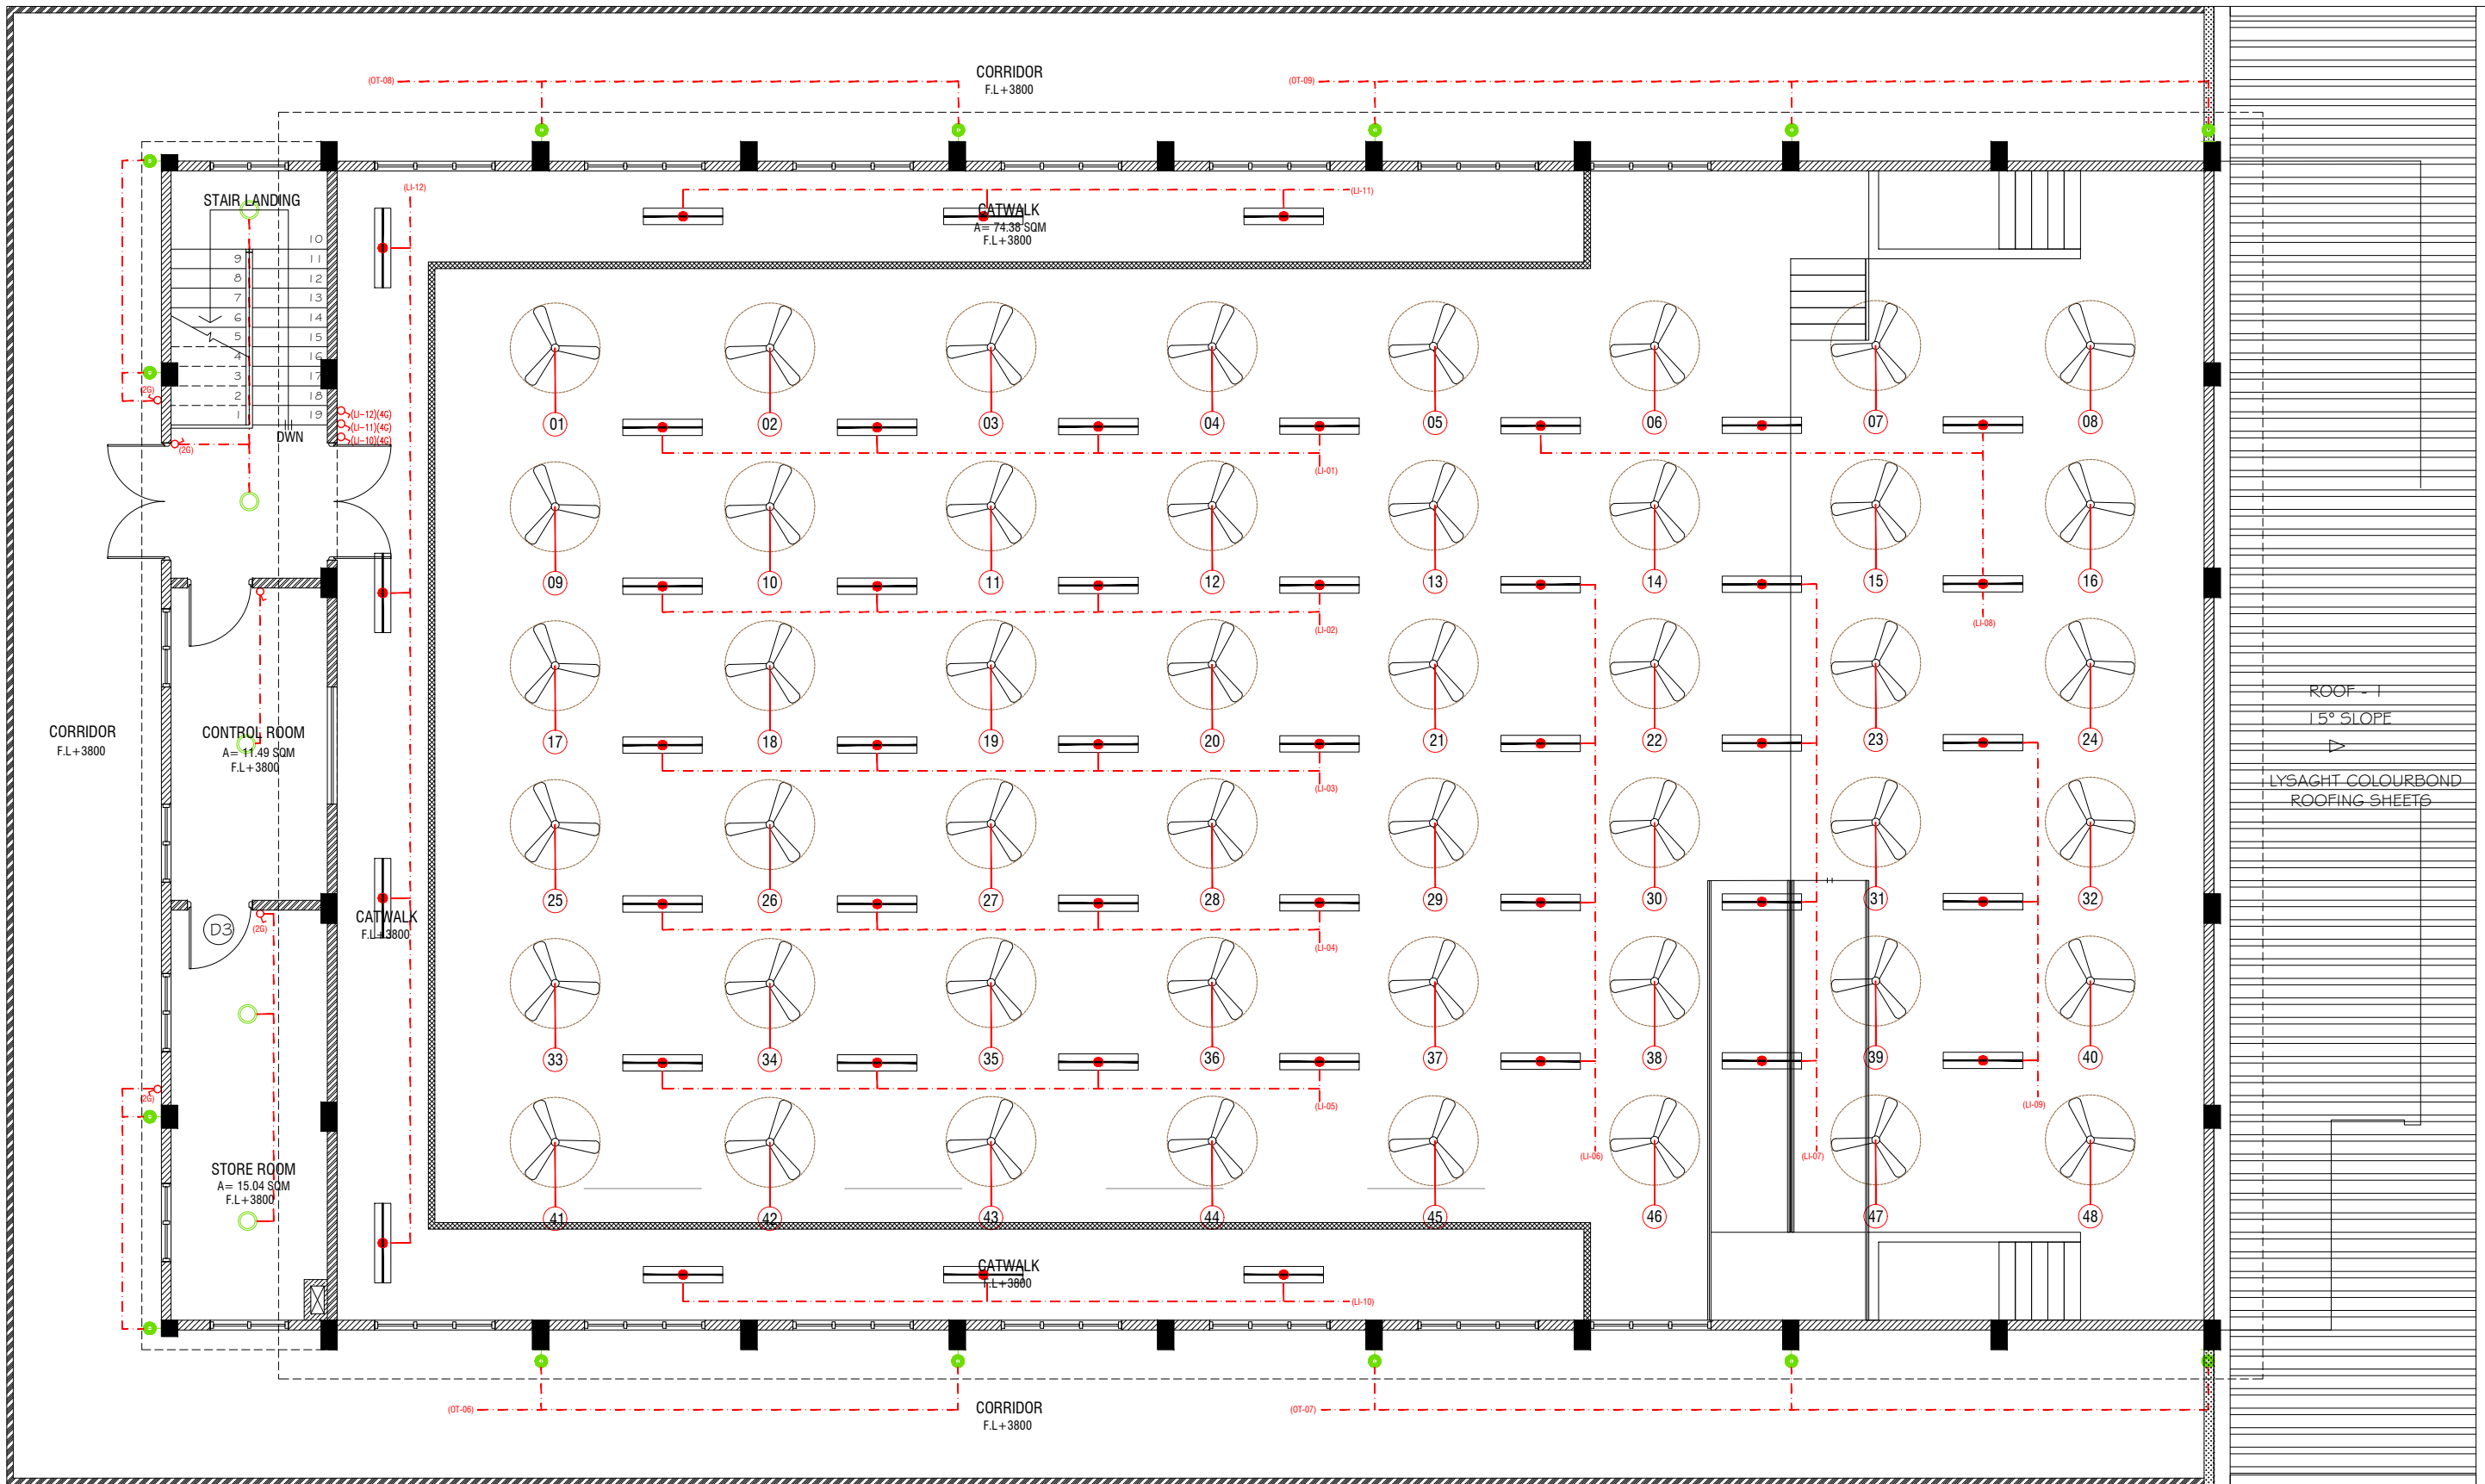 CORRIDOR
F.L+3800
(OT-08)
(OT-09)
(LI-12)
(LI-11)
STAIR LANDING
CATWALK
A= 74.38 SQM
F.L+3800
10
9
11
8
12
7
13
6
14
5
15
4
16
3
17
2
18
1
19
(2G)
(LI-12)(4G)
(LI-11)(4G)
(LI-10)(4G)
DWN
(2G)
01
02
03
04
05
06
07
08
(LI-01)
09
10
11
12
13
14
15
16
(LI-02)
(LI-08)
CORRIDOR
F.L+3800
CONTROL ROOM
A= 11.49 SQM
F.L+3800
17
18
19
20
21
22
23
24
(LI-03)
ROOF - 1
15° SLOPE
LYSAGHT COLOURBOND
ROOFING SHEETS
25
26
27
28
29
30
31
32
D3
(2G)
CATWALK
F.L+3800
(LI-04)
33
34
35
36
37
38
39
40
(2G)
(LI-05)
(LI-09)
(LI-06)
(LI-07)
STORE ROOM
A= 15.04 SQM
F.L+3800
41
42
43
44
45
46
47
48
CATWALK
F.L+3800
(LI-10)
(OT-06)
CORRIDOR
F.L+3800
(OT-07)